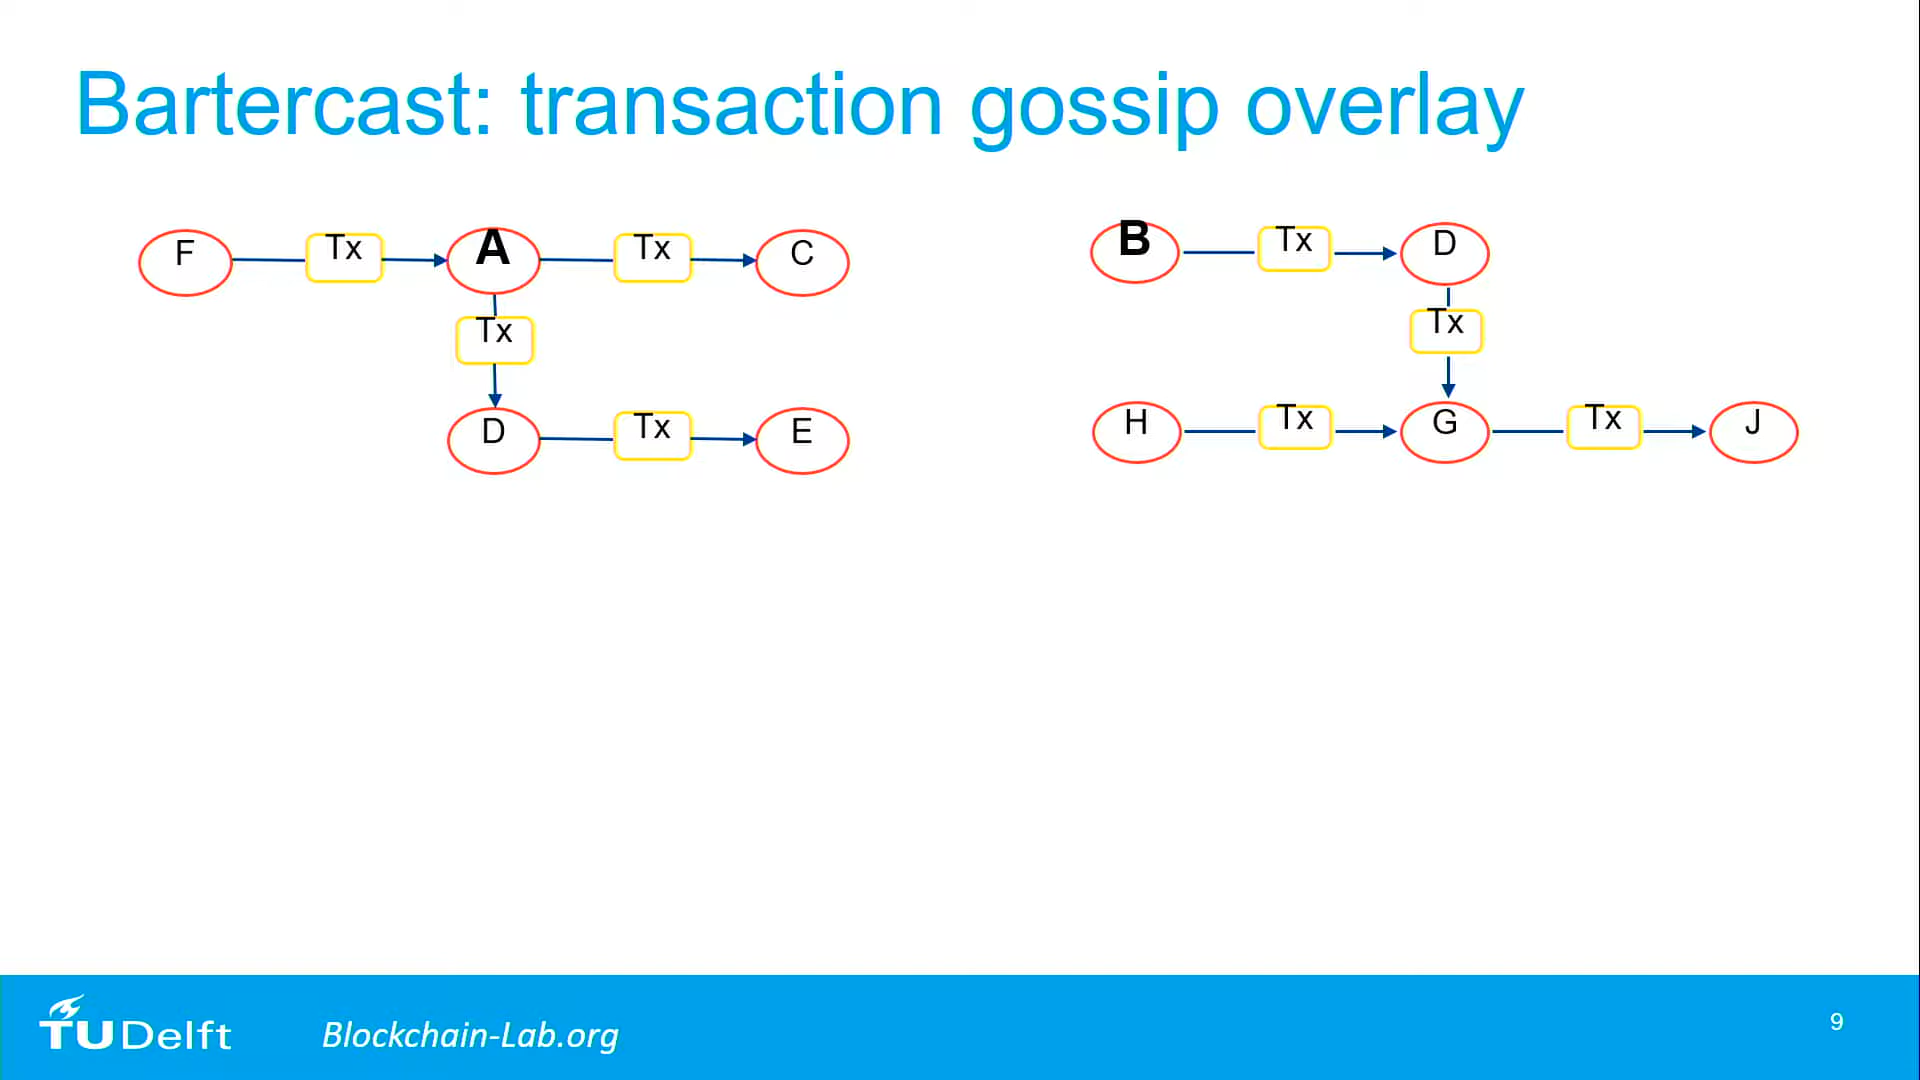 Bartercast: transaction gossip overlay
F Tx A Tx C
Tx
D Tx E
B Tx D
Tx
H Tx G Tx J
TUDelft
Blockchain-Lab.org
9